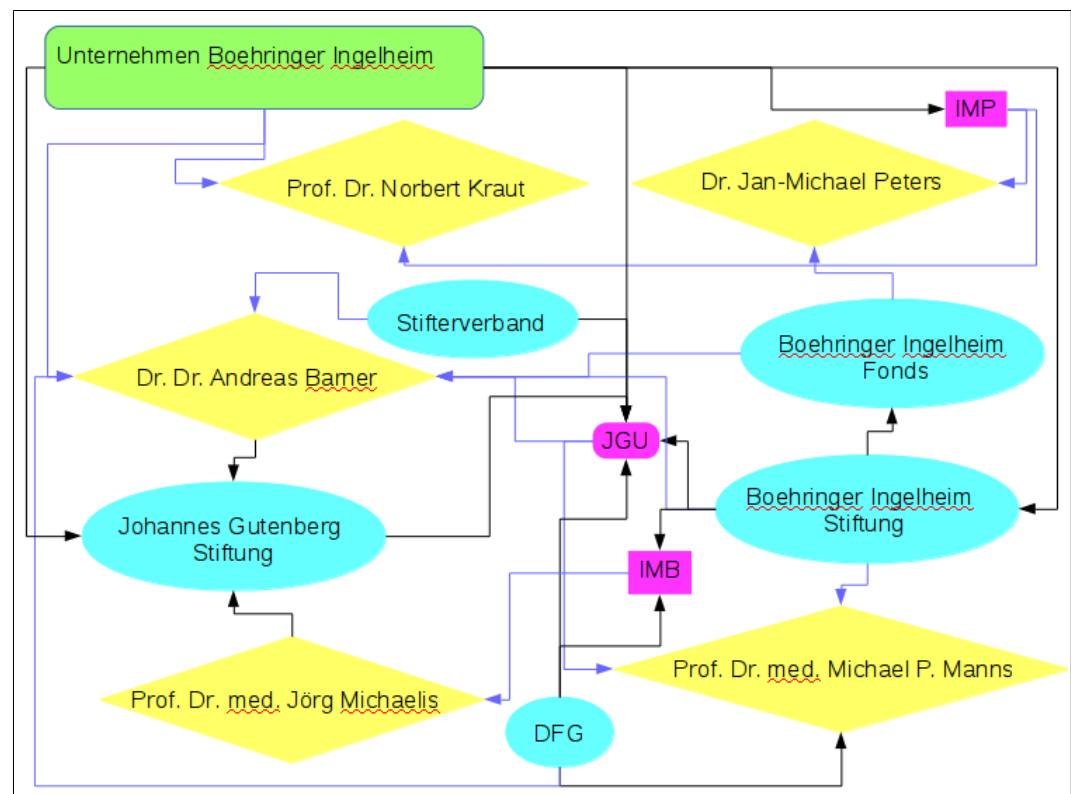 Unternehmen Boehringer Ingelheim
IMP
Prof. Dr. Norbert Kraut
Dr. Jan-Michael Peters
Stifterverband
Boehringer Ingelheim
Fonds
Dr. Dr. Andreas Barner
JGU
Boehringer Ingelheim
Stiftung
Johannes Gutenberg
Stiftung
IMB
Prof. Dr. med. Michael P. Manns
Prof. Dr. med. Jörg Michaelis
DFG